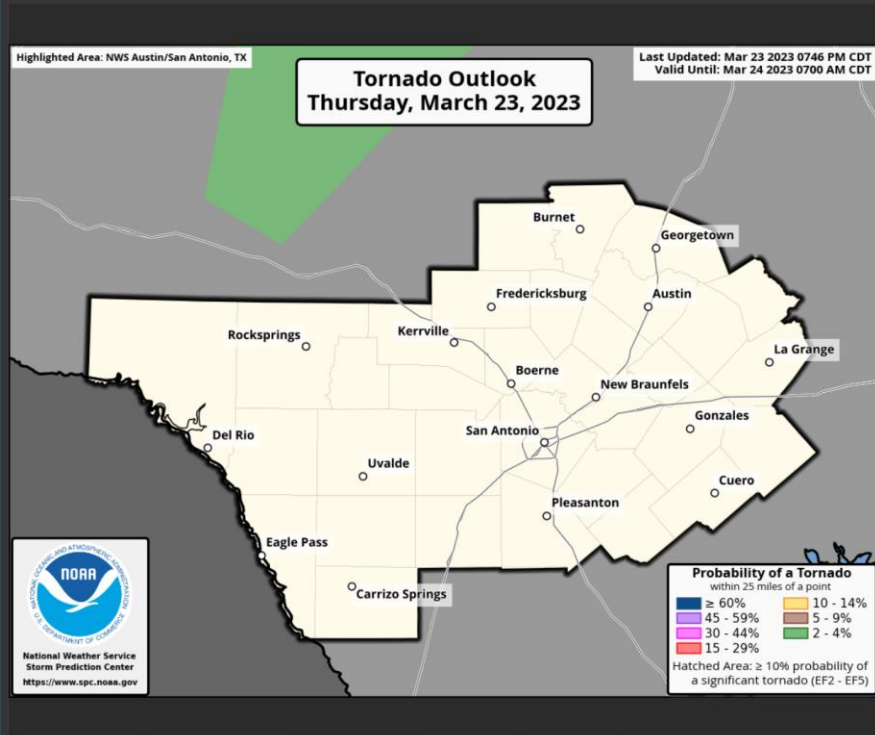 Highlighted Area: NWS Austin/San Antonio, TX
Last Updated: Mar 23 2023 0746 PM CDT
Valid Until: Mar 24 2023 0700 AM CDT
Tornado Outlook
Thursday, March 23, 2023
Burnet
Georgetown
Fredericksburg
Austin
Rocksprings
Kerrville
La Grange
Boerne
New Braunfels
Gonzales
San Antonio
Del Rio
Uvalde
Cuero
Pleasanton
Eagle Pass
Carrizo Springs
NATIONAL OCEANIC AND ATMOSPHERIC ADMINISTRATION
NOAA
U.S. DEPARTMENT OF COMMERCE
National Weather Service
Storm Prediction Center
https://www.spc.noaa.gov
Probability of a Tornado
within 25 miles of a point
≥ 60%
45 - 59%
30 - 44%
15 - 29%
10 - 14%
5 - 9%
2 - 4%
Hatched Area: ≥ 10% probability of
a significant tornado (EF2 - EF5)